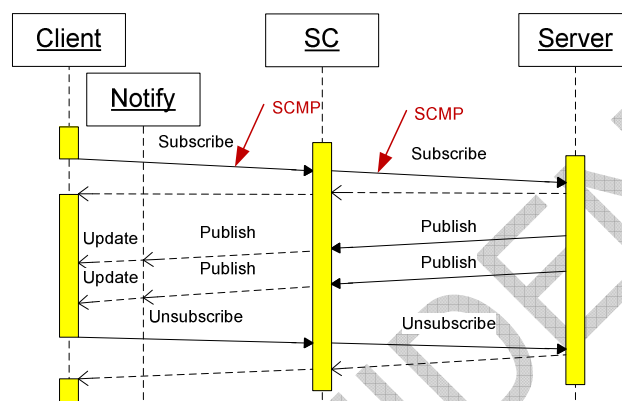 Client
SC
Server
Notify
SCMP
SCMP
Subscribe
Subscribe
Update
Publish
Publish
Update
Publish
Publish
Unsubscribe
Unsubscribe